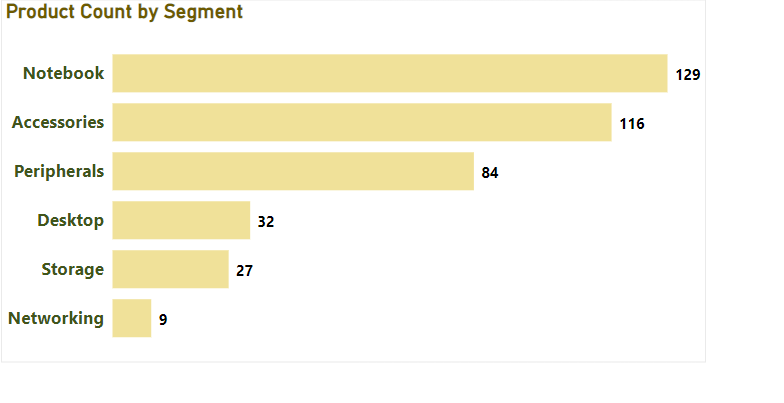 Product Count by Segment
Notebook 129
Accessories 116
Peripherals 84
Desktop 32
Storage 27
Networking 9